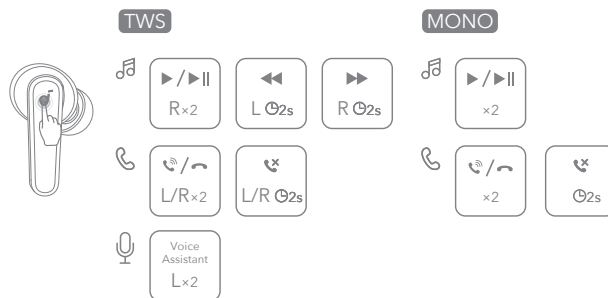 TWS
MONO
R×2
L 2s
R 2s
×2
L/R×2
L/R 2s
×2
2s
Voice
Assistant
L×2